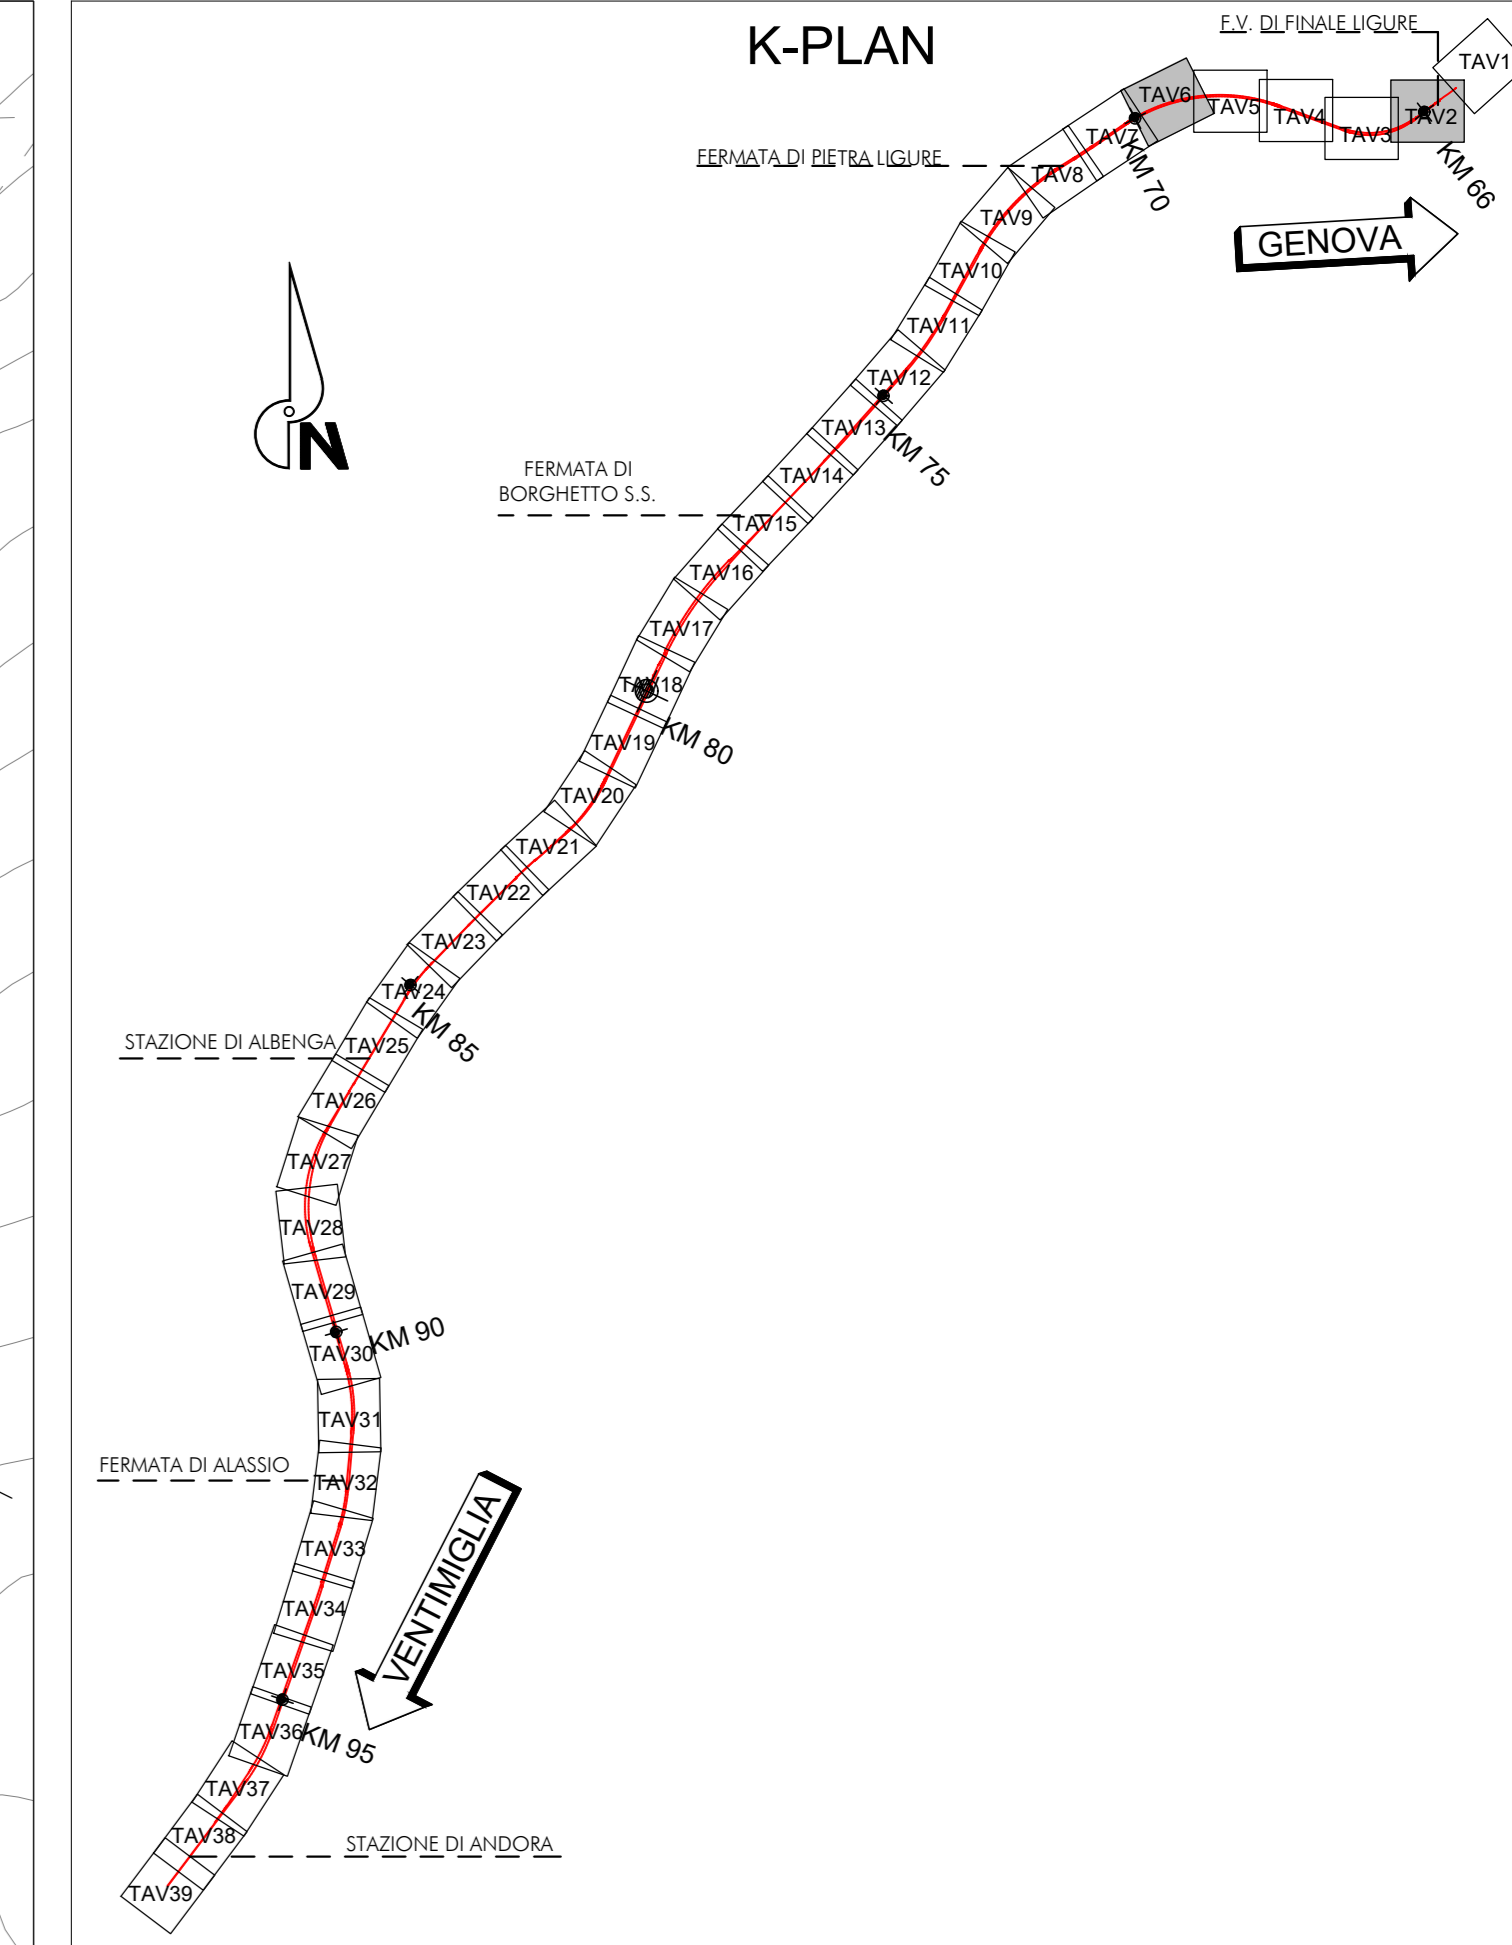 K-PLAN
F.V. DI FINALE LIGURE
TAV1
TAV2
TAV3
TAV4
TAV5
TAV6
TAV7
KM 66
KM 70
FERMATA DI PIETRA LIGURE
TAV8
TAV9
GENOVA
TAV10
TAV11
TAV12
KM 75
TAV13
N
FERMATA DI
BORGHETTO S.S.
TAV14
TAV15
TAV16
TAV17
TAV18
KM 80
TAV19
TAV20
TAV21
TAV22
TAV23
TAV24
KM 85
STAZIONE DI ALBENGA
TAV25
TAV26
TAV27
TAV28
TAV29
KM 90
TAV30
TAV31
FERMATA DI ALASSIO
TAV32
TAV33
VENTIMIGLIA
TAV34
TAV35
TAV36
KM 95
TAV37
TAV38
STAZIONE DI ANDORA
TAV39